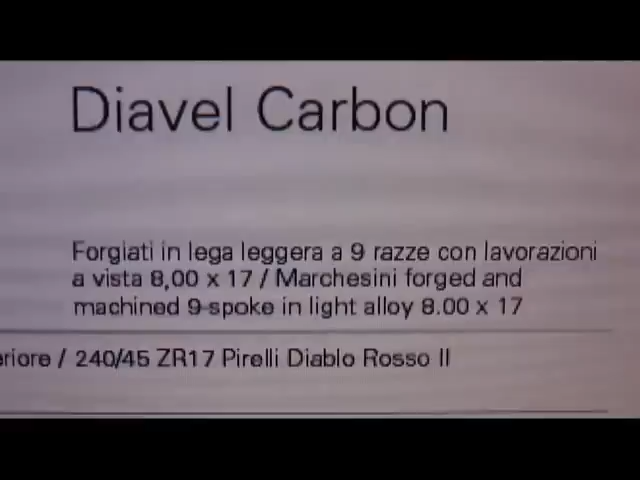 Diavel Carbon
Forgiati in lega leggera a 9 razze con lavorazioni
a vista 8,00 x 17 / Marchesini forged and
machined 9-spoke in light alloy 8.00 x 17
eriore / 240/45 ZR17 Pirelli Diablo Rosso II